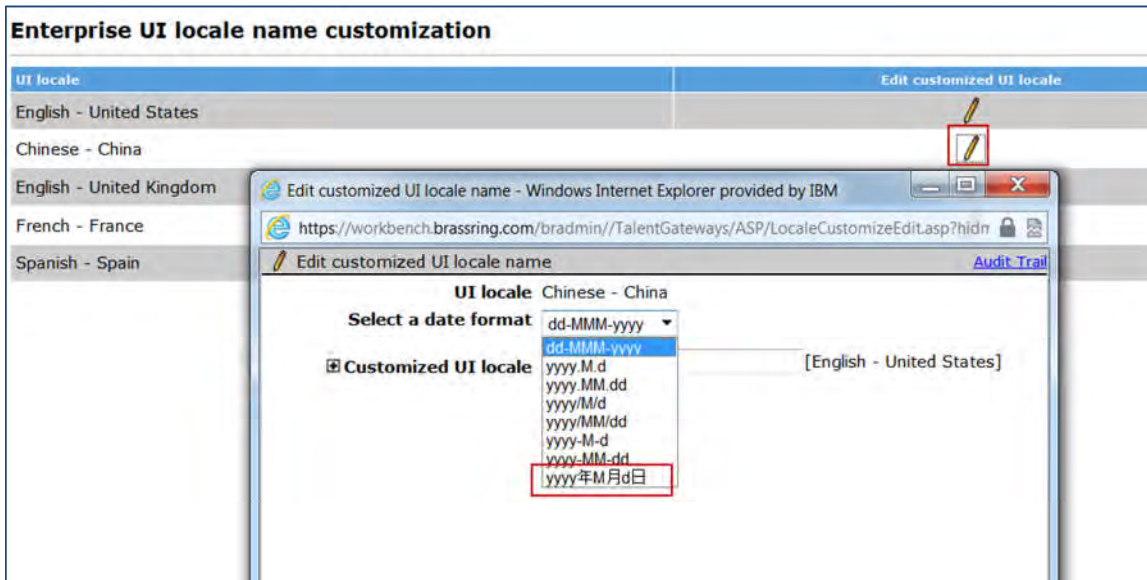 Enterprise UI locale name customization
UI locale Edit customized UI locale
English - United States
Chinese - China
English - United Kingdom
French - France
Spanish - Spain
Edit customized UI locale name - Windows Internet Explorer provided by IBM
https://workbench.brassring.com/bradmin//TalentGateways/ASP/LocaleCustomizeEdit.asp?hidn
Edit customized UI locale name Audit Trail
UI locale Chinese - China
Select a date format dd-MMM-yyyy
dd-MMM-yyyy
Customized UI locale [English - United States]
yyyy.M.d
yyyy.MM.dd
yyyy/M/d
yyyy/MM/dd
yyyy-M-d
yyyy-MM-dd
yyyy年M月d日